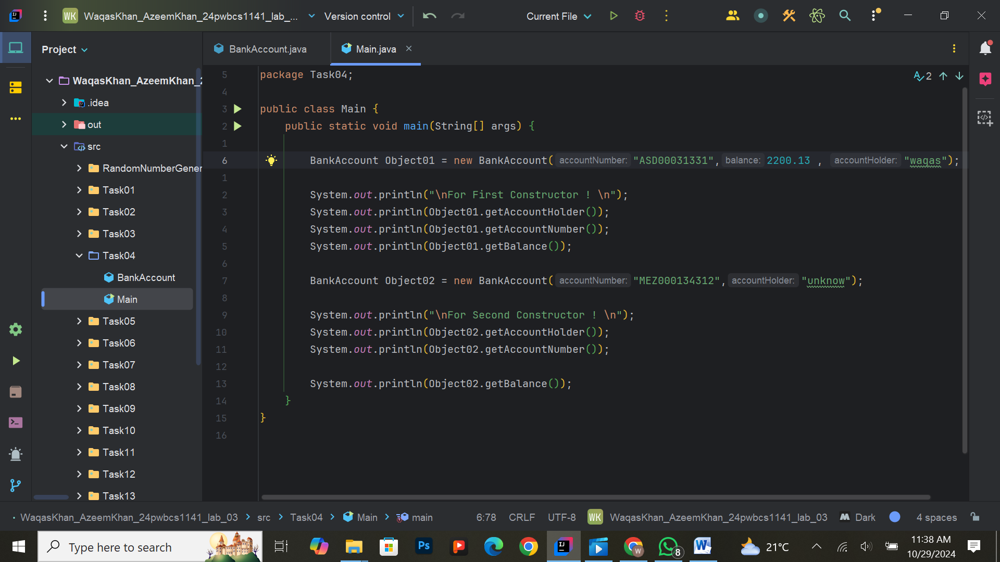 WK WaqasKhan_AzeemKhan_24pwbcs1141_lab_... Version control Current File
Project
BankAccount.java Main.java
WaqasKhan_AzeemKhan_2
.idea
out
src
RandomNumberGener
Task01
Task02
Task03
Task04
BankAccount
Main
Task05
Task06
Task07
Task08
Task09
Task10
Task11
Task12
Task13
2
5 package Task04;
4
3 public class Main {
2 public static void main(String[] args) {
1
6 BankAccount Object01 = new BankAccount( accountNumber: "ASD00031331", balance: 2200.13 , accountHolder: "waqas");
1
2 System.out.println("\nFor First Constructor ! \n");
3 System.out.println(Object01.getAccountHolder());
4 System.out.println(Object01.getAccountNumber());
5 System.out.println(Object01.getBalance());
6
7 BankAccount Object02 = new BankAccount( accountNumber: "MEZ000134312", accountHolder: "unknow");
8
9 System.out.println("\nFor Second Constructor ! \n");
10 System.out.println(Object02.getAccountHolder());
11 System.out.println(Object02.getAccountNumber());
12
13 System.out.println(Object02.getBalance());
14 }
15 }
16
WaqasKhan_AzeemKhan_24pwbcs1141_lab_03 > src > Task04 > Main > main 6:78 CRLF UTF-8 WK WaqasKhan_AzeemKhan_24pwbcs1141_lab_03 Dark 4 spaces
Type here to search
Ps
8
21°C
11:38 AM
10/29/2024